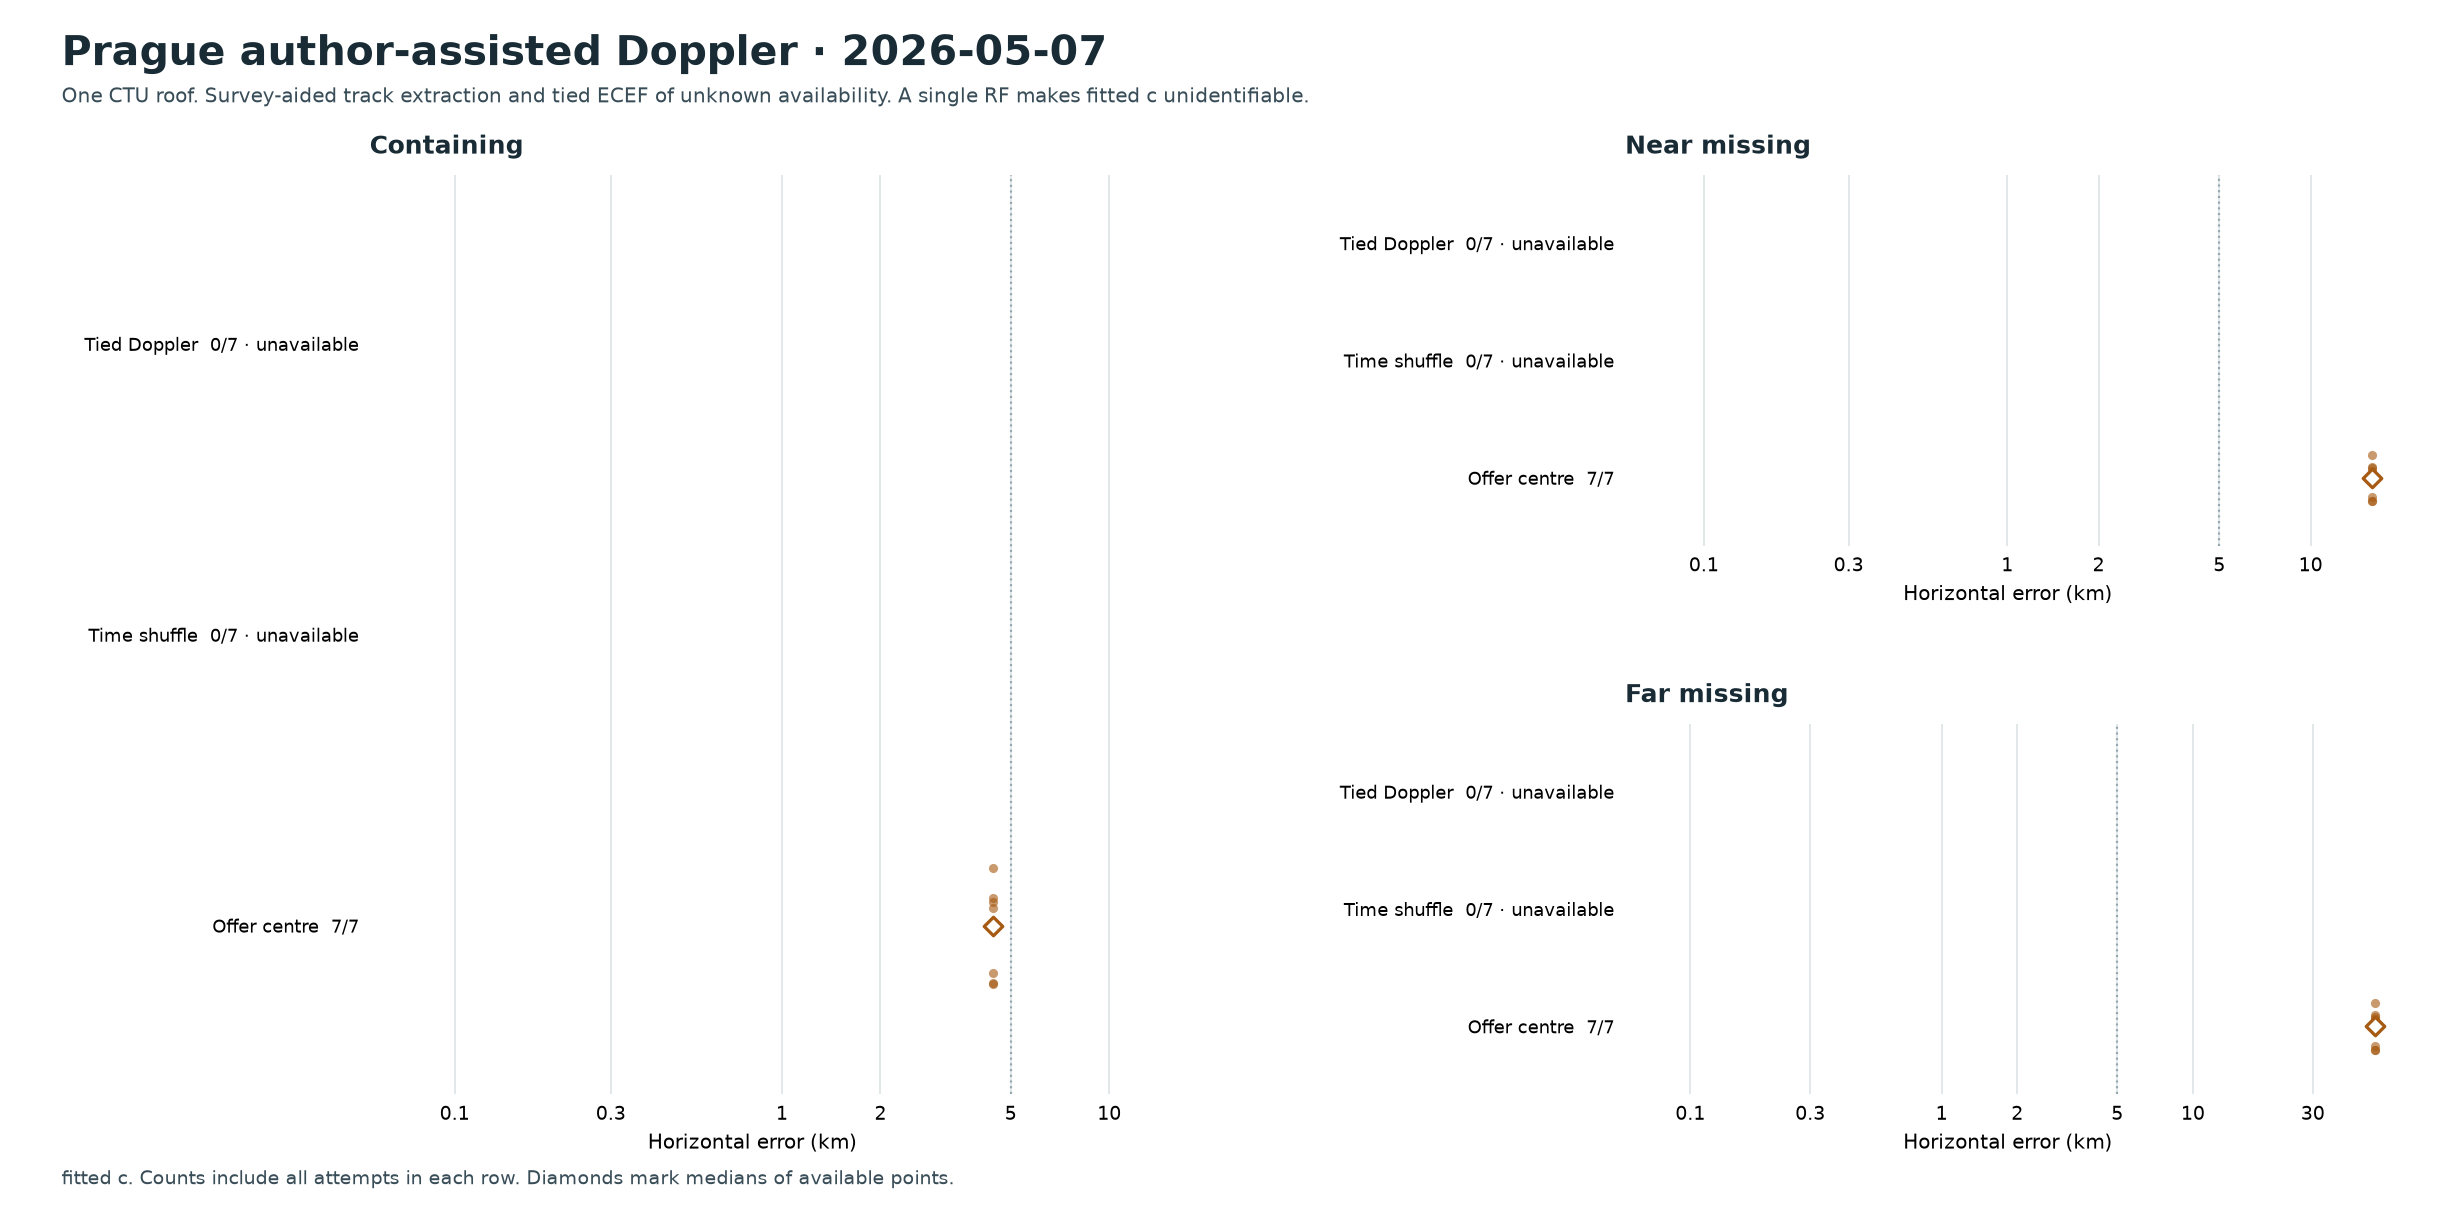 Prague author-assisted Doppler · 2026-05-07
One CTU roof. Survey-aided track extraction and tied ECEF of unknown availability. A single RF makes fitted c unidentifiable.
Containing
Tied Doppler 0/7 · unavailable
Time shuffle 0/7 · unavailable
Offer centre 7/7
0.1 0.3 1 2 5 10
Horizontal error (km)
Near missing
Tied Doppler 0/7 · unavailable
Time shuffle 0/7 · unavailable
Offer centre 7/7
0.1 0.3 1 2 5 10
Horizontal error (km)
Far missing
Tied Doppler 0/7 · unavailable
Time shuffle 0/7 · unavailable
Offer centre 7/7
0.1 0.3 1 2 5 10 30
Horizontal error (km)
fitted c. Counts include all attempts in each row. Diamonds mark medians of available points.